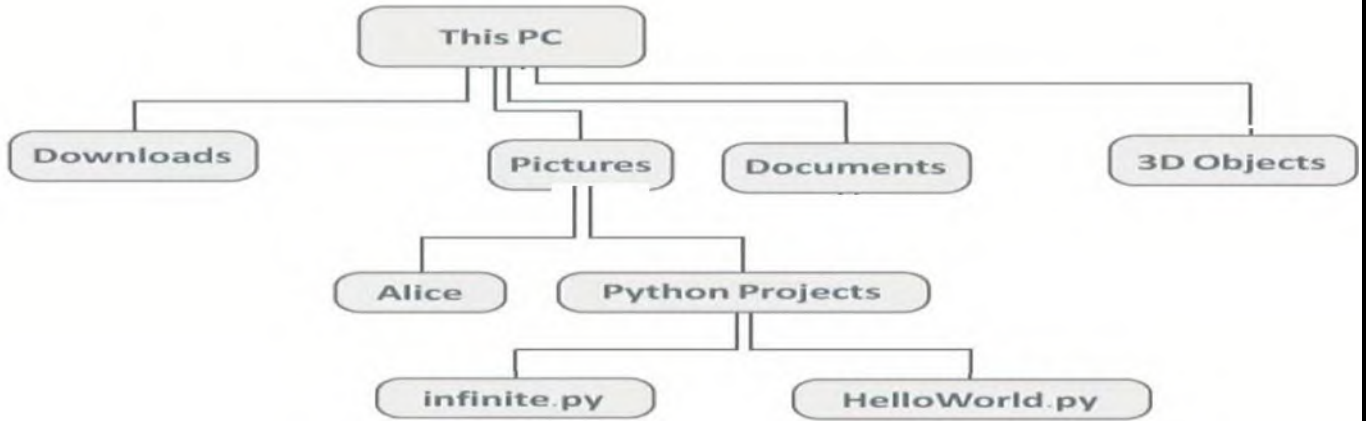 This PC
Downloads
Pictures
Documents
3D Objects
Alice
Python Projects
infinite.py
HelloWorld.py